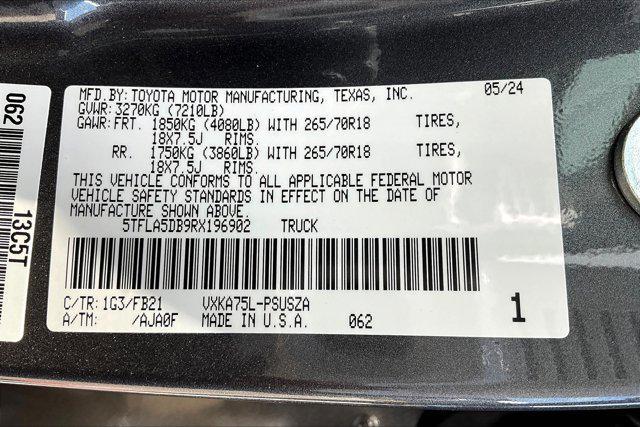 MFD.BY:TOYOTA MOTOR MANUFACTURING, TEXAS, INC. 05/24
GVWR:3270KG (7210LB)
GAWR:FRT. 1850KG (4080LB) WITH 265/70R18 TIRES,
18X7.5J RIMS.
RR. 1750KG (3860LB) WITH 265/70R18 TIRES,
18X7.5J RIMS.
THIS VEHICLE CONFORMS TO ALL APPLICABLE FEDERAL MOTOR
VEHICLE SAFETY STANDARDS IN EFFECT ON THE DATE OF
MANUFACTURE SHOWN ABOVE.
5TFLA5DB9RX196902 TRUCK
C/TR:1G3/FB21 VXKA75L-PSUSZA
A/TM: /AJA0F MADE IN U.S.A. 062
1
062
13C5T